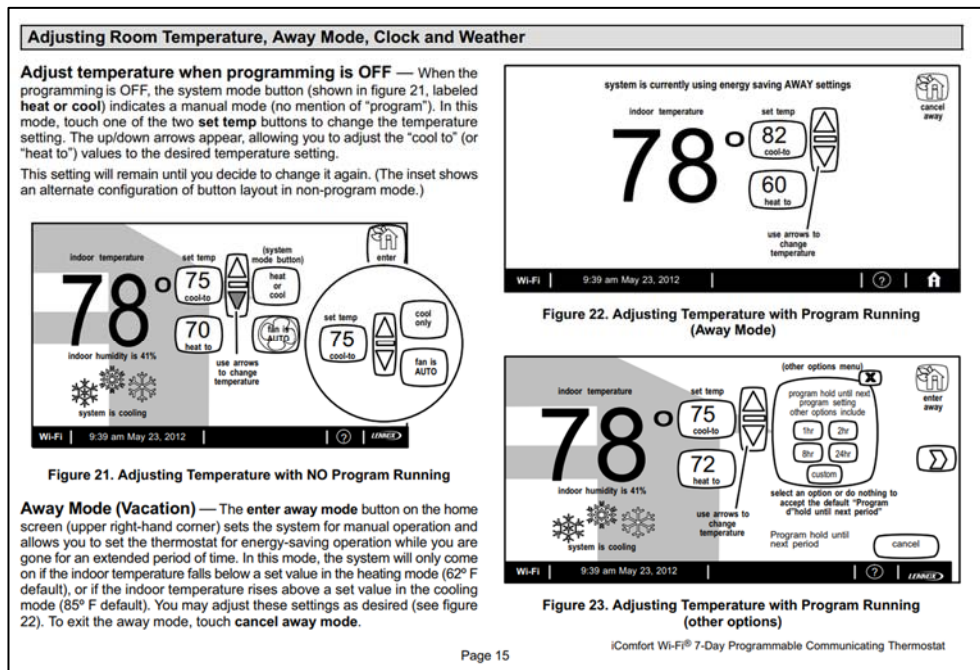 Adjusting Room Temperature, Away Mode, Clock and Weather
Adjust temperature when programming is OFF — When the
programming is OFF, the system mode button (shown in figure 21, labeled
heat or cool) indicates a manual mode (no mention of “program”). In this
mode, touch one of the two set temp buttons to change the temperature
setting. The up/down arrows appear, allowing you to adjust the “cool to” (or
“heat to”) values to the desired temperature setting.
This setting will remain until you decide to change it again. (The inset shows
an alternate configuration of button layout in non-program mode.)
enter
indoor temperature
set temp
(system
mode button)
78°
75
cool-to
heat
or
cool
70
heat to
fan is
AUTO
set temp
75
cool-to
cool
only
fan is
AUTO
indoor humidity is 41%
use arrows
to change
temperature
system is cooling
Wi-Fi
9:39 am May 23, 2012
?
LENNOX
Figure 21. Adjusting Temperature with NO Program Running
Away Mode (Vacation) — The enter away mode button on the home
screen (upper right-hand corner) sets the system for manual operation and
allows you to set the thermostat for energy-saving operation while you are
gone for an extended period of time. In this mode, the system will only come
on if the indoor temperature falls below a set value in the heating mode (62º F
default), or if the indoor temperature rises above a set value in the cooling
mode (85º F default). You may adjust these settings as desired (see figure
22). To exit the away mode, touch cancel away mode.
system is currently using energy saving AWAY settings
cancel
away
indoor temperature
set temp
78°
82
cool-to
60
heat to
use arrows to
change
temperature
Wi-Fi
9:39 am May 23, 2012
?
Figure 22. Adjusting Temperature with Program Running
(Away Mode)
(other options menu)
X
indoor temperature
set temp
78°
75
cool-to
72
heat to
program hold until next
program setting
other options include
1hr
2hr
8hr
24hr
custom
enter
away
indoor humidity is 41%
select an option or do nothing to
accept the default “Program
d"hold until next period”
use arrows to
change
temperature
system is cooling
Program hold until
next period
cancel
Wi-Fi
9:39 am May 23, 2012
?
LENNOX
Figure 23. Adjusting Temperature with Program Running
(other options)
Page 15
iComfort Wi-Fi® 7-Day Programmable Communicating Thermostat